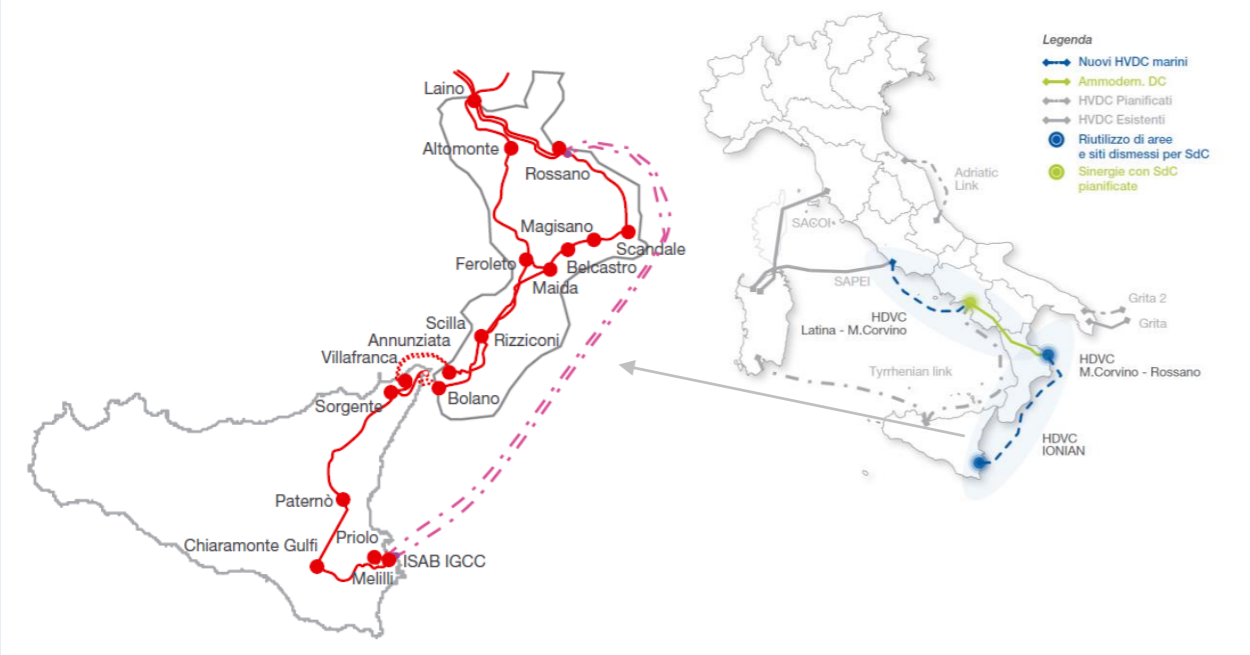 Laino
Altomonte
Rossano
Magisano
Scandale
Feroleto
Belcastro
Maida
Scilla
Annunziata
Rizziconi
Villafranca
Sorgente
Bolano
Paternò
Priolo
Chiaramonte Gulfi
ISAB IGCC
Melilli
Legenda
Nuovi HVDC marini
Ammodern. DC
HVDC Pianificati
HVDC Esistenti
Riutilizzo di aree
e siti dismessi per SdC
Sinergie con SdC
pianificate
Adriatic
Link
SACOI
SAPEI
HDVC
Latina - M.Corvino
Grita 2
Grita
HDVC
M.Corvino - Rossano
Tyrrhenian link
HDVC
IONIAN